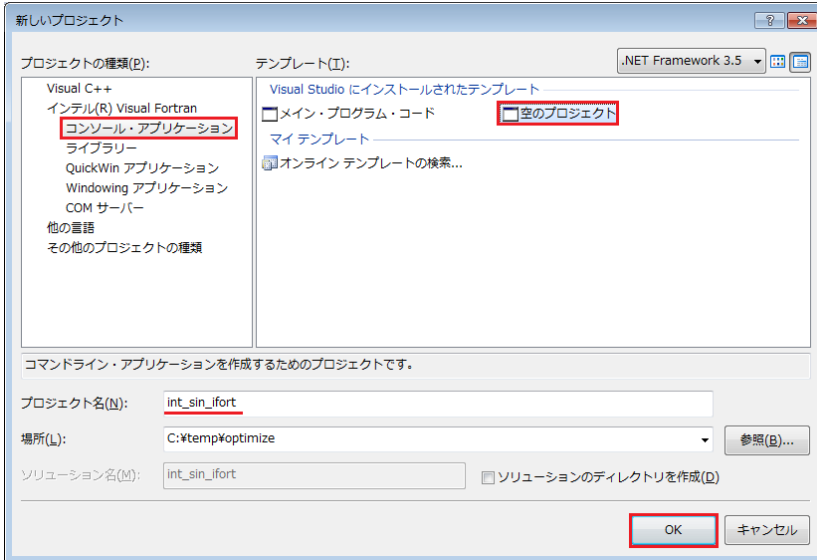 新しいプロジェクト
プロジェクトの種類(P):
テンプレート(T):
.NET Framework 3.5
Visual C++
インテル(R) Visual Fortran
コンソール・アプリケーション
ライブラリー
QuickWin アプリケーション
Windowing アプリケーション
COM サーバー
他の言語
その他のプロジェクトの種類
Visual Studio にインストールされたテンプレート
メイン・プログラム・コード
空のプロジェクト
マイ テンプレート
オンライン テンプレートの検索...
コマンドライン・アプリケーションを作成するためのプロジェクトです。
プロジェクト名(N):
int_sin_ifort
場所(L):
C:¥temp¥optimize
参照(B)...
ソリューション名(M):
int_sin_ifort
ソリューションのディレクトリを作成(D)
OK
キャンセル